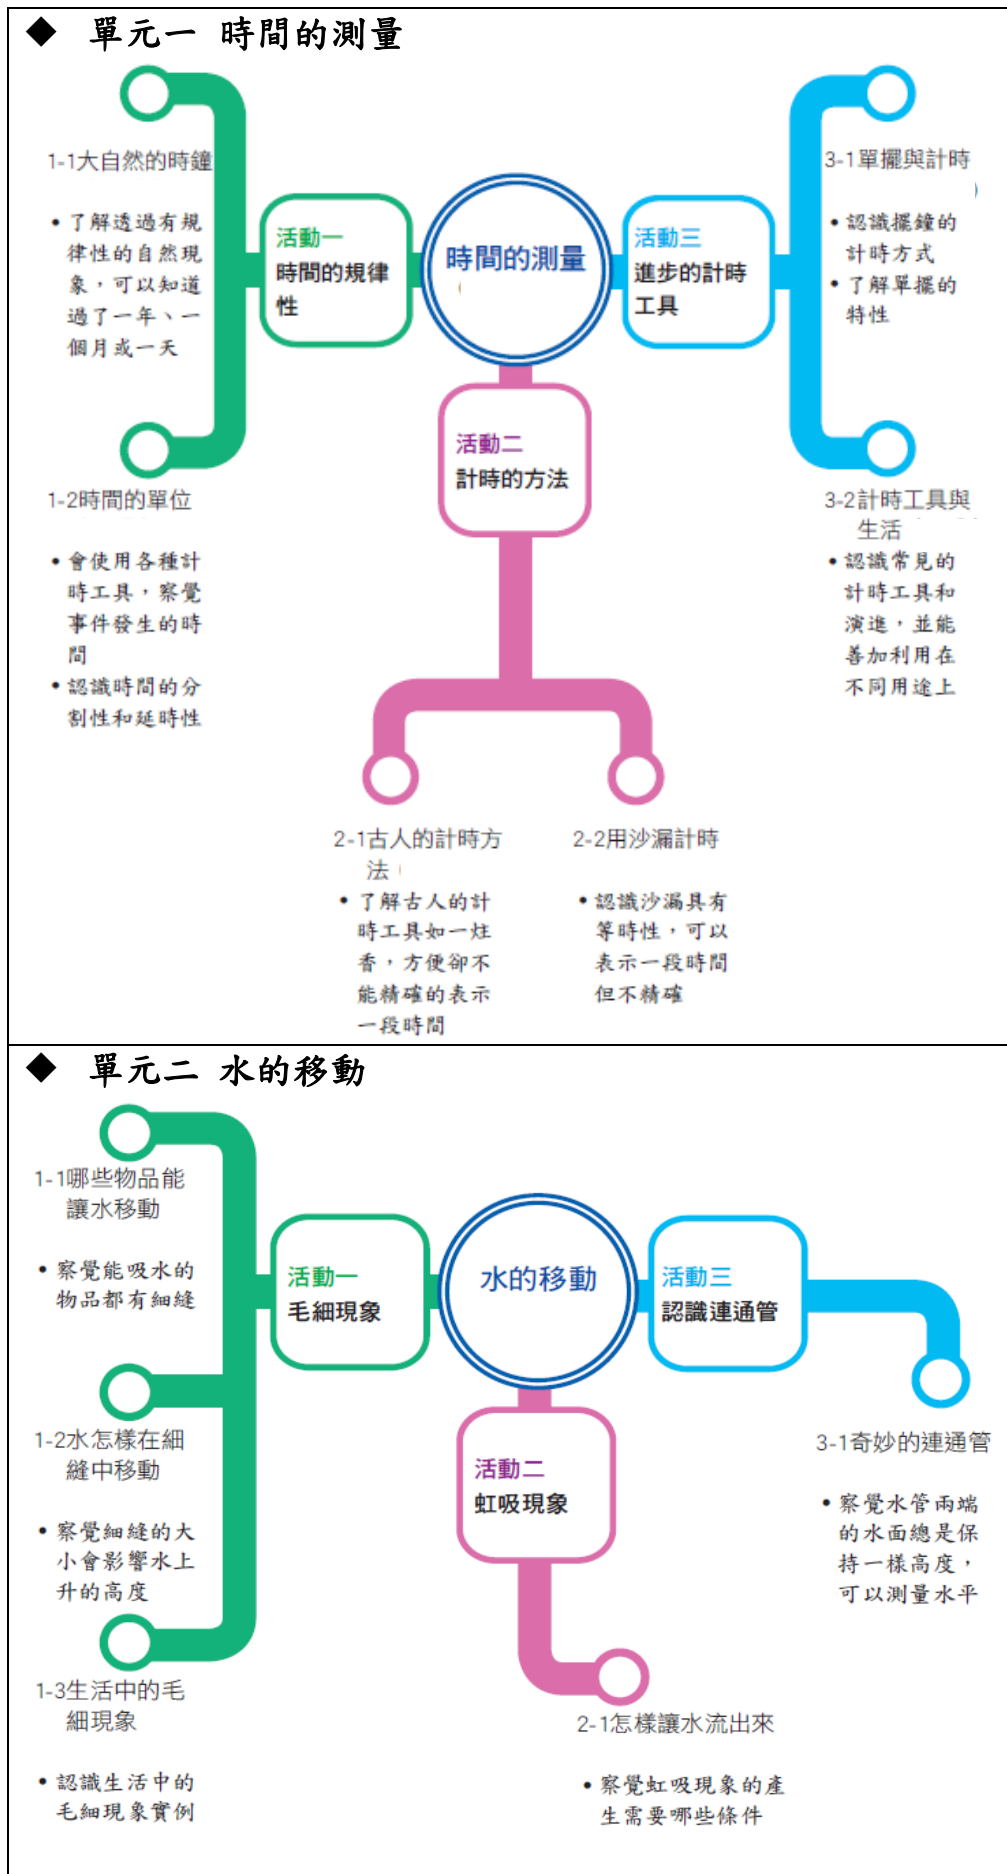 ◆ 單元一 時間的測量
1-1大自然的時鐘
• 了解透過有規
律性的自然現
象，可以知道
過了一年、一
個月或一天
1-2時間的單位
• 會使用各種計
時工具，察覺
事件發生的時
間
• 認識時間的分
割性和延時性
活動一
時間的規律
性
時間的測量
活動二
計時的方法
2-1古人的計時方
法
• 了解古人的計
時工具如一炷
香，方便卻不
能精確的表示
一段時間
2-2用沙漏計時
• 認識沙漏具有
等時性，可以
表示一段時間
但不精確
活動三
進步的計時
工具
3-1單擺與計時
• 認識擺鐘的
計時方式
• 了解單擺的
特性
3-2計時工具與
生活
• 認識常見的
計時工具和
演進，並能
善加利用在
不同用途上
◆ 單元二 水的移動
1-1哪些物品能
讓水移動
• 察覺能吸水的
物品都有細縫
1-2水怎樣在細
縫中移動
• 察覺細縫的大
小會影響水上
升的高度
1-3生活中的毛
細現象
• 認識生活中的
毛細現象實例
活動一
毛細現象
水的移動
活動二
虹吸現象
2-1怎樣讓水流出來
• 察覺虹吸現象的產
生需要哪些條件
活動三
認識連通管
3-1奇妙的連通管
• 察覺水管兩端
的水面總是保
持一樣高度，
可以測量水平